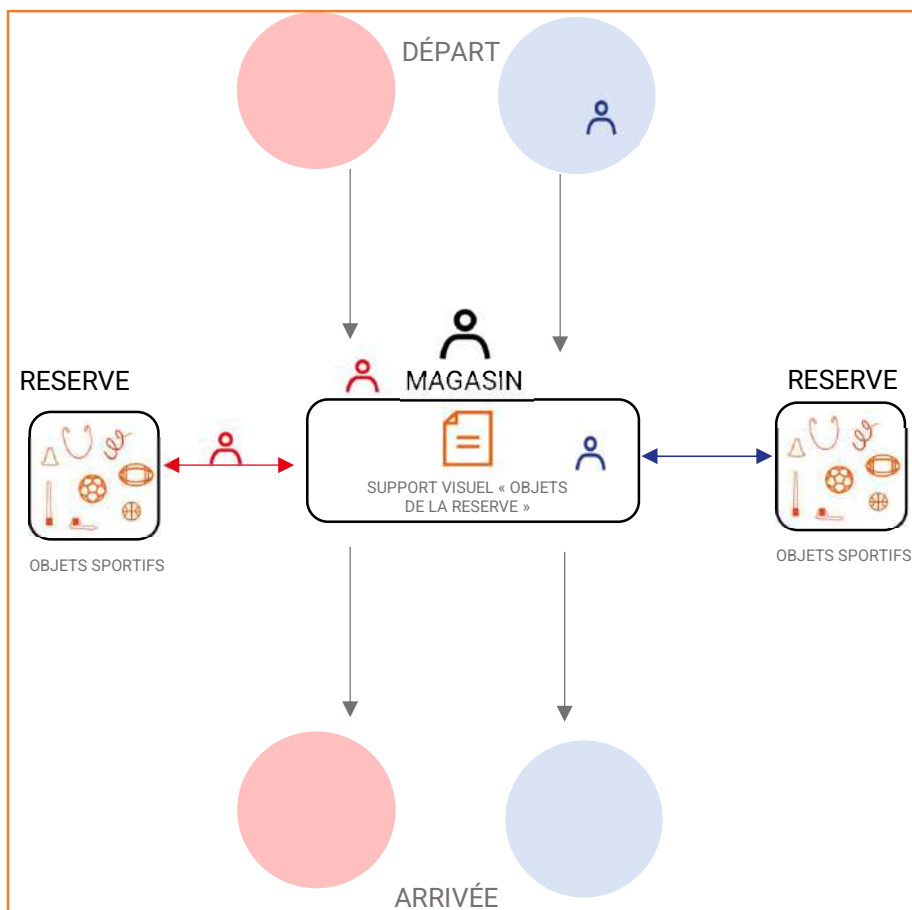 DÉPART
MAGASIN
RESERVE
RESERVE
SUPPORT VISUEL « OBJETS
DE LA RESERVE »
OBJETS SPORTIFS
OBJETS SPORTIFS
ARRIVÉE